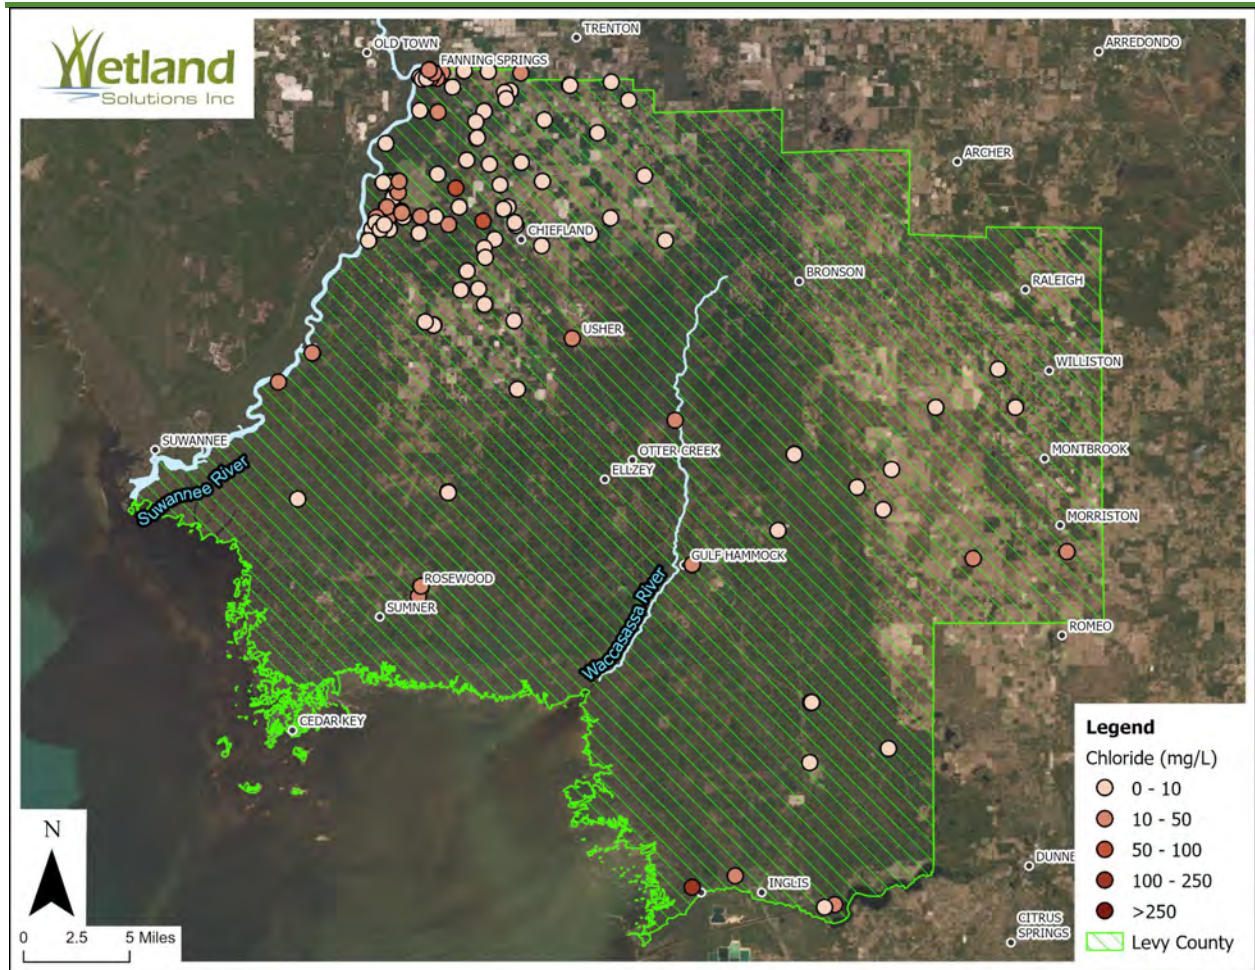 Wetland
Solutions Inc
TRENTON
OLD TOWN
ARREDONDO
FANNING SPRINGS
ARCHER
CHIEFLAND
BRONSON
RALEIGH
USHER
WILLISTON
SUWANNEE
OTTER CREEK
MONTBROOK
ELLZEY
Suwannee River
MORRISTON
GULF HAMMOCK
ROSEWOOD
SUMNER
Waccasassa River
ROMEO
CEDAR KEY
Legend
Chloride (mg/L)
0 - 10
10 - 50
50 - 100
100 - 250
>250
Levy County
N
0 2.5 5 Miles
INGLIS
DUNNE
CITRUS
SPRINGS